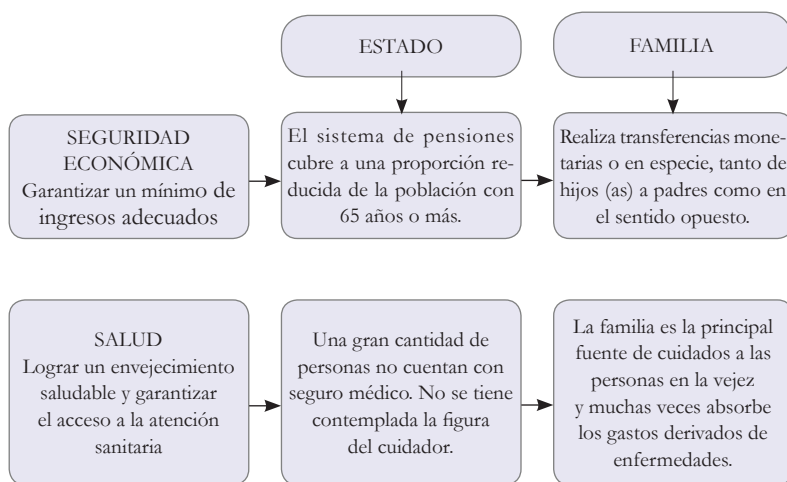 ESTADO
FAMILIA
SEGURIDAD
ECONÓMICA
Garantizar un mínimo de
ingresos adecuados
El sistema de pensiones
cubre a una proporción re-
ducida de la población con
65 años o más.
Realiza transferencias mone-
tarias o en especie, tanto de
hijos (as) a padres como en
el sentido opuesto.
SALUD
Lograr un envejecimiento
saludable y garantizar
el acceso a la atención
sanitaria
Una gran cantidad de
personas no cuentan con
seguro médico. No se tiene
contemplada la figura
del cuidador.
La familia es la principal
fuente de cuidados a las
personas en la vejez
y muchas veces absorbe
los gastos derivados de
enfermedades.